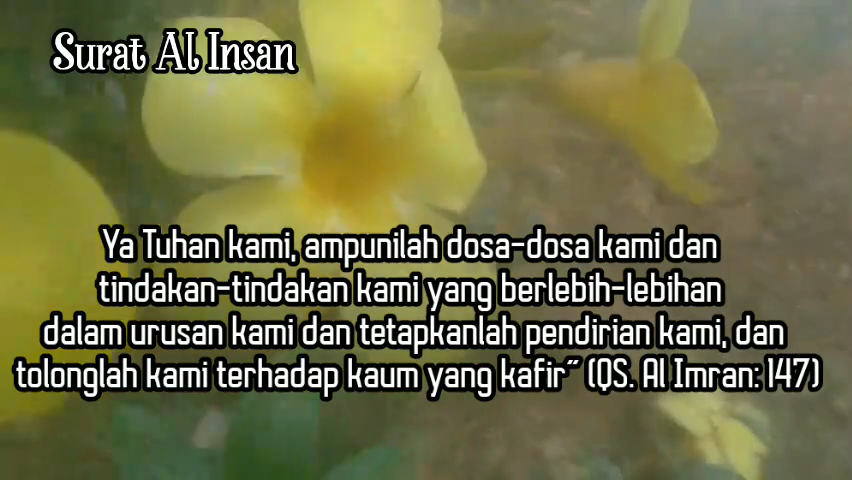 Surat Al Insan
Ya Tuhan kami, ampunilah dosa-dosa kami dan
tindakan-tindakan kami yang berlebih-lebihan
dalam urusan kami dan tetapkanlah pendirian kami, dan
tolonglah kami terhadap kaum yang kafir” (QS. Al Imran: 147)